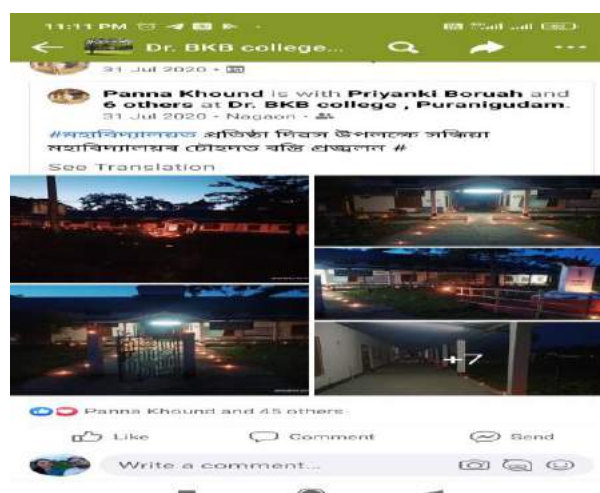 11:11 PM
Dr. BKB college...
31 Jul 2020
Panna Khound is with Priyanki Boruah and
6 others at Dr. BKB college , Puranigudam.
31 Jul 2020 · Nagaon ·
#মহাবিদ্যালয়ত প্ৰতিষ্ঠা দিৱস উপলক্ষে সন্ধিয়া
মহাবিদ্যালয়ৰ চৌহদত বন্তি প্ৰজ্বলন #
See Translation
+7
Panna Khound and 45 others
Like
Comment
Send
Write a comment...